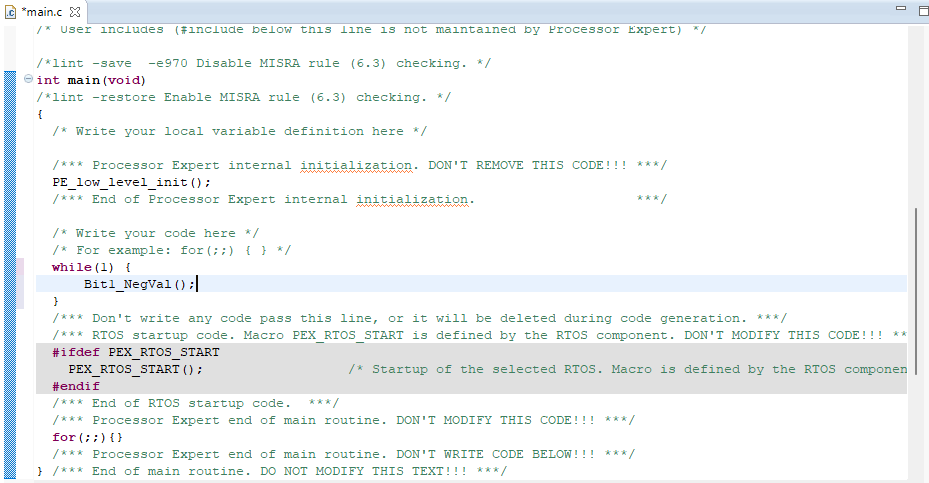 *main.c
/* User includes (#include below this line is not maintained by Processor Expert) */
/*lint -save  -e970 Disable MISRA rule (6.3) checking. */
int main(void)
/*lint -restore Enable MISRA rule (6.3) checking. */
{
  /* Write your local variable definition here */
  /*** Processor Expert internal initialization. DON'T REMOVE THIS CODE!!! ***/
  PE_low_level_init();
  /*** End of Processor Expert internal initialization.                    ***/
  /* Write your code here */
  /* For example: for(;;) { } */
  while(1) {
      Bit1_NegVal();
  }
  /*** Don't write any code pass this line, or it will be deleted during code generation. ***/
  /*** RTOS startup code. Macro PEX_RTOS_START is defined by the RTOS component. DON'T MODIFY THIS CODE!!! **
  #ifdef PEX_RTOS_START
    PEX_RTOS_START();                  /* Startup of the selected RTOS. Macro is defined by the RTOS componen
  #endif
  /*** End of RTOS startup code.  ***/
  /*** Processor Expert end of main routine. DON'T MODIFY THIS CODE!!! ***/
  for(;;){}
  /*** Processor Expert end of main routine. DON'T WRITE CODE BELOW!!! ***/
} /*** End of main routine. DO NOT MODIFY THIS TEXT!!! ***/